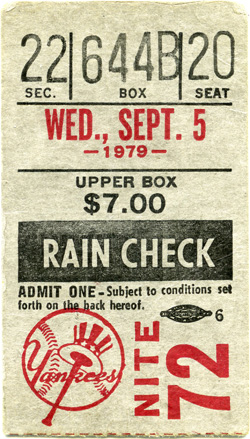 22 644B 20
SEC. BOX SEAT
WED., SEPT. 5
-1979-
UPPER BOX
$7.00
RAIN CHECK
ADMIT ONE - Subject to conditions set
forth on the back hereof.
6
Yankees
NITE
72